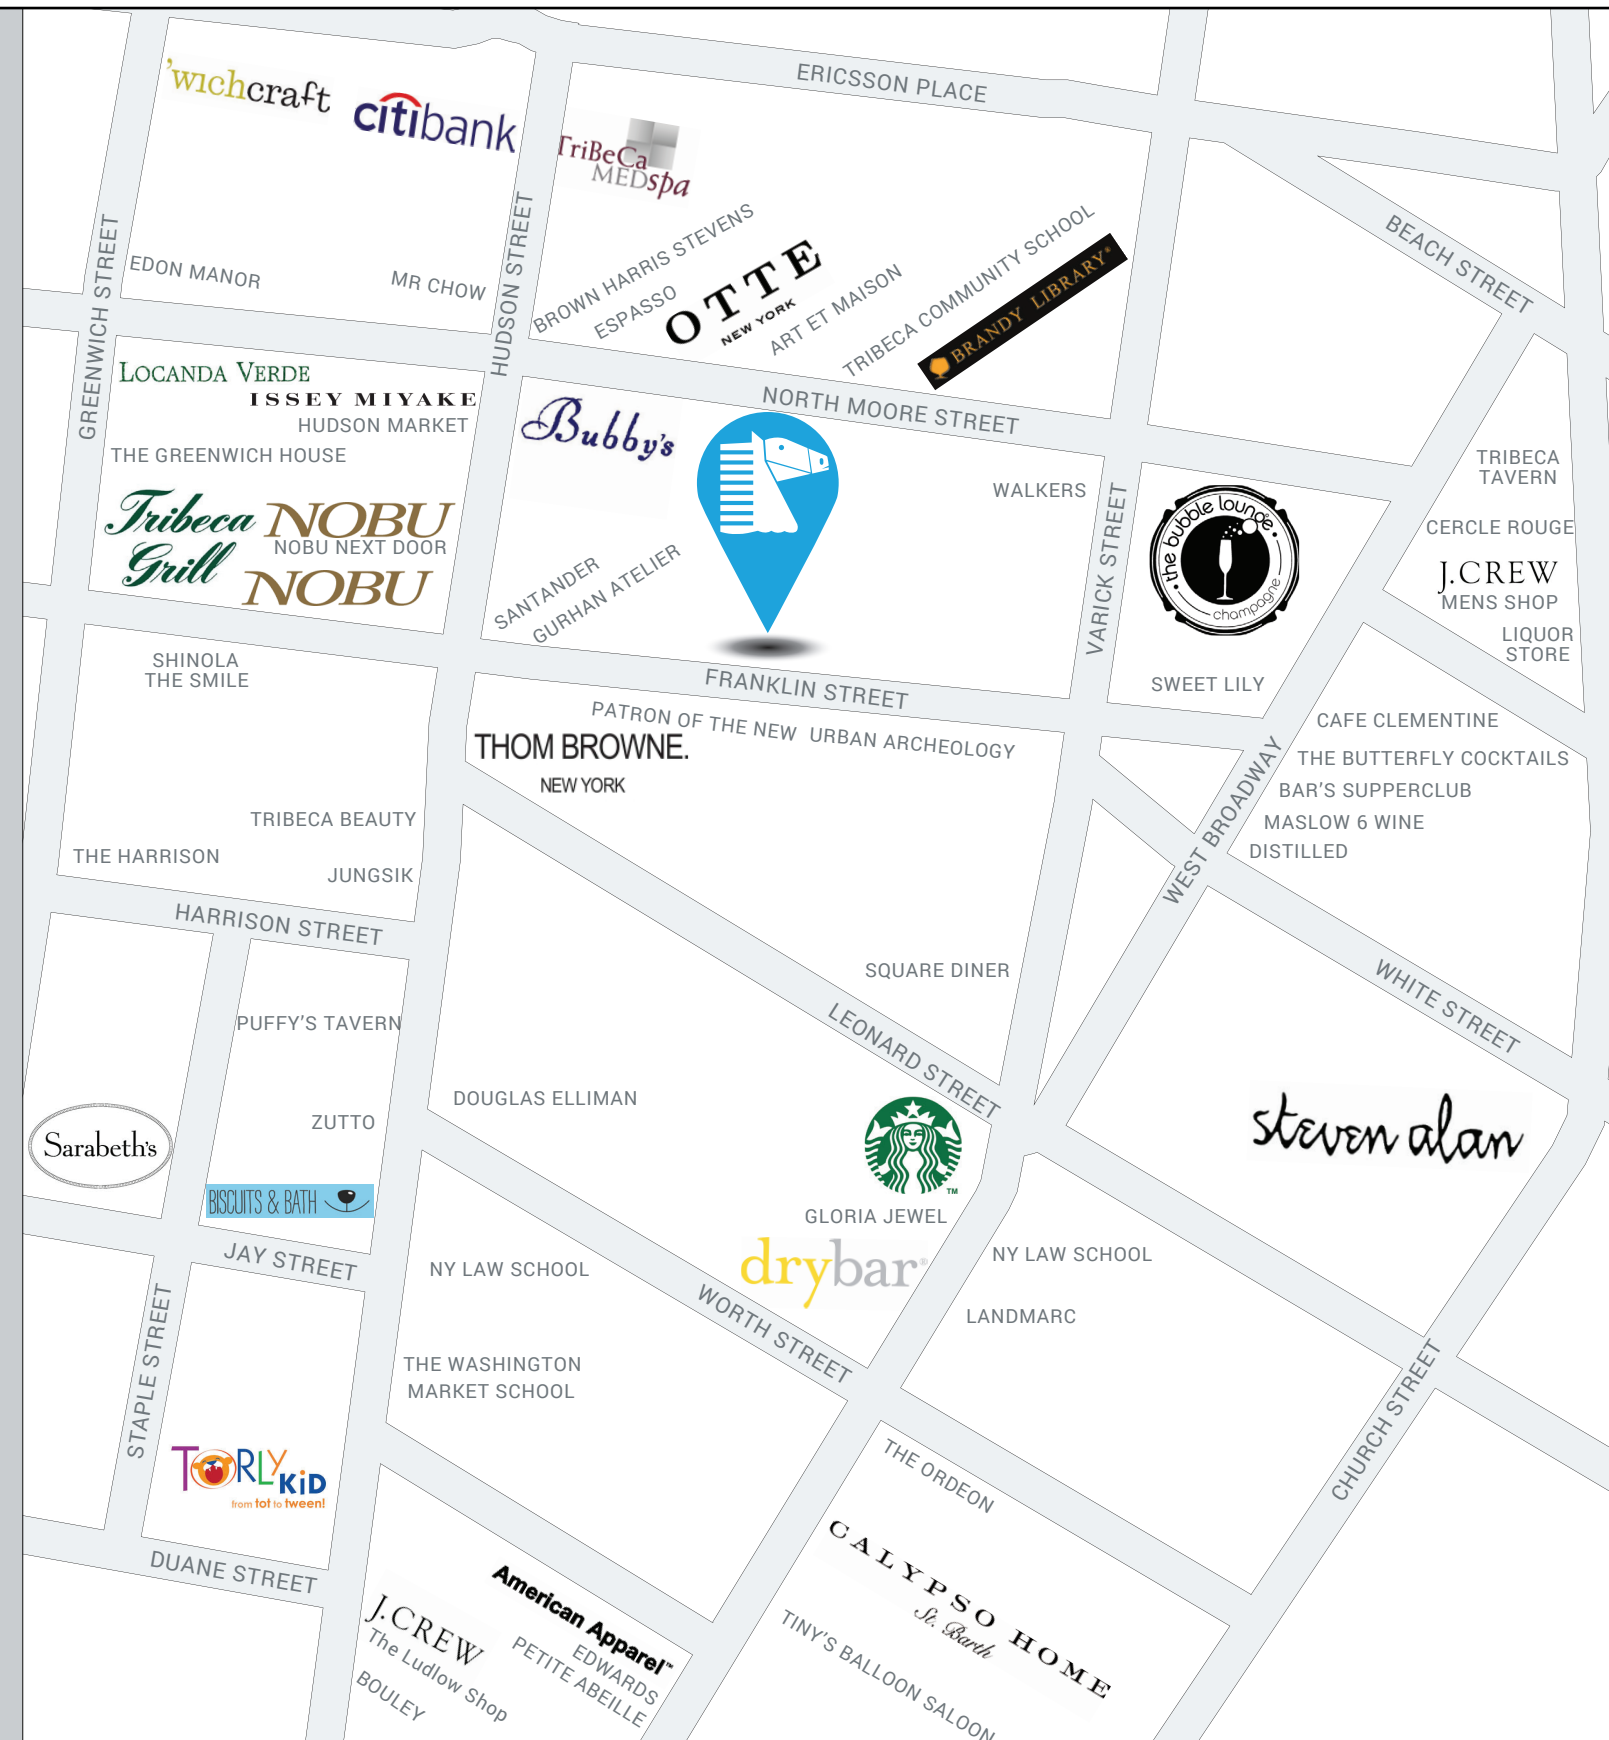 ERICSSON PLACE
'wichcraft
citibank
TriBeCa
MEDspa
GREENWICH STREET
HUDSON STREET
BEACH STREET
EDON MANOR
MR CHOW
BROWN HARRIS STEVENS
ESPASSO
OTTE
NEW YORK
ART ET MAISON
TRIBECA COMMUNITY SCHOOL
BRANDY LIBRARY®
LOCANDA VERDE
ISSEY MIYAKE
HUDSON MARKET
THE GREENWICH HOUSE
Tribeca
Grill
NOBU
NOBU NEXT DOOR
NOBU
Bubby's
NORTH MOORE STREET
WALKERS
SANTANDER
GURHAN ATELIER
VARICK STREET
the bubble lounge
champagne
SWEET LILY
TRIBECA
TAVERN
CERCLE ROUGE
J.CREW
MENS SHOP
LIQUOR
STORE
SHINOLA
THE SMILE
FRANKLIN STREET
PATRON OF THE NEW URBAN ARCHEOLOGY
THOM BROWNE.
NEW YORK
CAFE CLEMENTINE
THE BUTTERFLY COCKTAILS
BAR'S SUPPERCLUB
MASLOW 6 WINE
DISTILLED
WEST BROADWAY
TRIBECA BEAUTY
THE HARRISON
JUNGSIK
HARRISON STREET
SQUARE DINER
WHITE STREET
PUFFY'S TAVERN
LEONARD STREET
DOUGLAS ELLIMAN
ZUTTO
Sarabeth's
BISCUITS & BATH
TM
steven alan
GLORIA JEWEL
drybar®
JAY STREET
NY LAW SCHOOL
NY LAW SCHOOL
LANDMARC
WORTH STREET
STAPLE STREET
THE WASHINGTON
MARKET SCHOOL
CHURCH STREET
TORLY
KiD
from tot to tween!
THE ORDEON
DUANE STREET
CALYPSO HOME
St. Barth
American Apparel™
EDWARDS
PETITE ABEILLE
J.CREW
The Ludlow Shop
BOULEY
TINY'S BALLOON SALOON